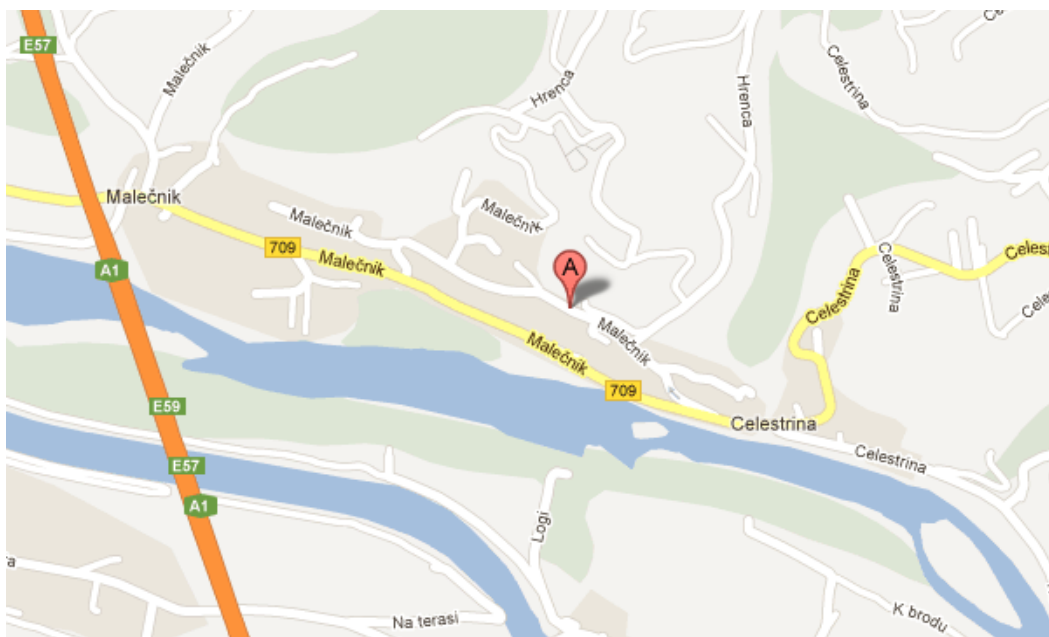 E57
Malečnik
Hrenca
Hrenca
Celestrina
Malečnik
Malečnik
Malečnik
709
Malečnik
A1
A
Celestrina
Celestrina
Malečnik
Malečnik
709
E59
Celestrina
Celestrina
E57
A1
Logi
Na terasi
K brodu